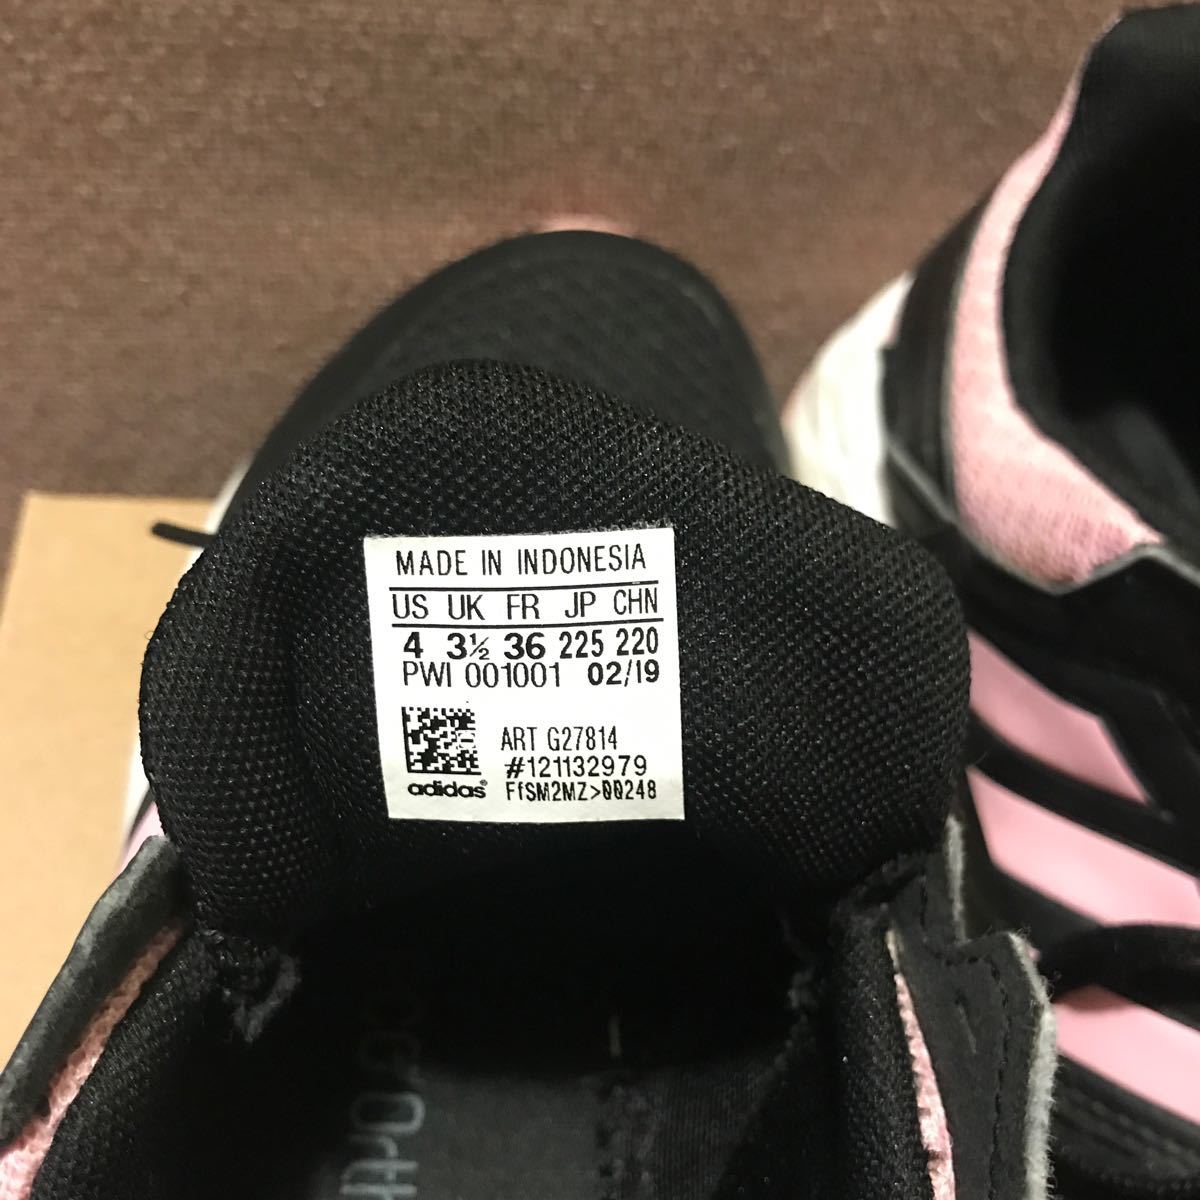 MADE IN INDONESIA
US UK FR JP CHN
4 3½ 36 225 220
PWI 001001 02/19
ART G27814
#121132979
adidas FfSM2MZ>00248
Orth